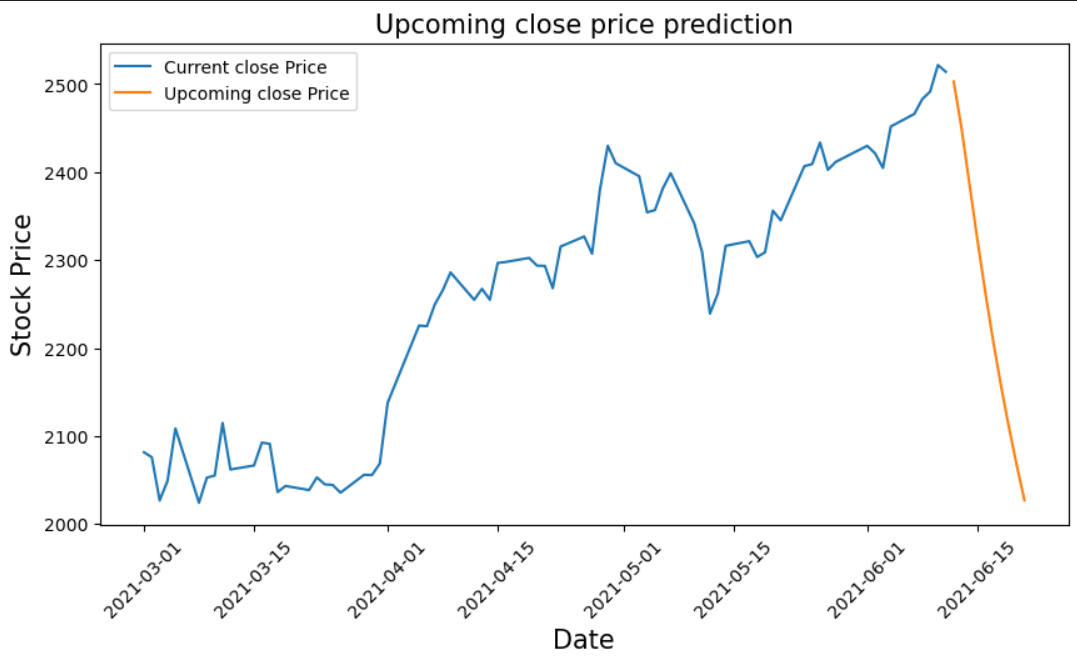 Upcoming close price prediction
Current close Price
Upcoming close Price
Stock Price
2500
2400
2300
2200
2100
2000
2021-03-01
2021-03-15
2021-04-01
2021-04-15
2021-05-01
2021-05-15
2021-06-01
2021-06-15
Date